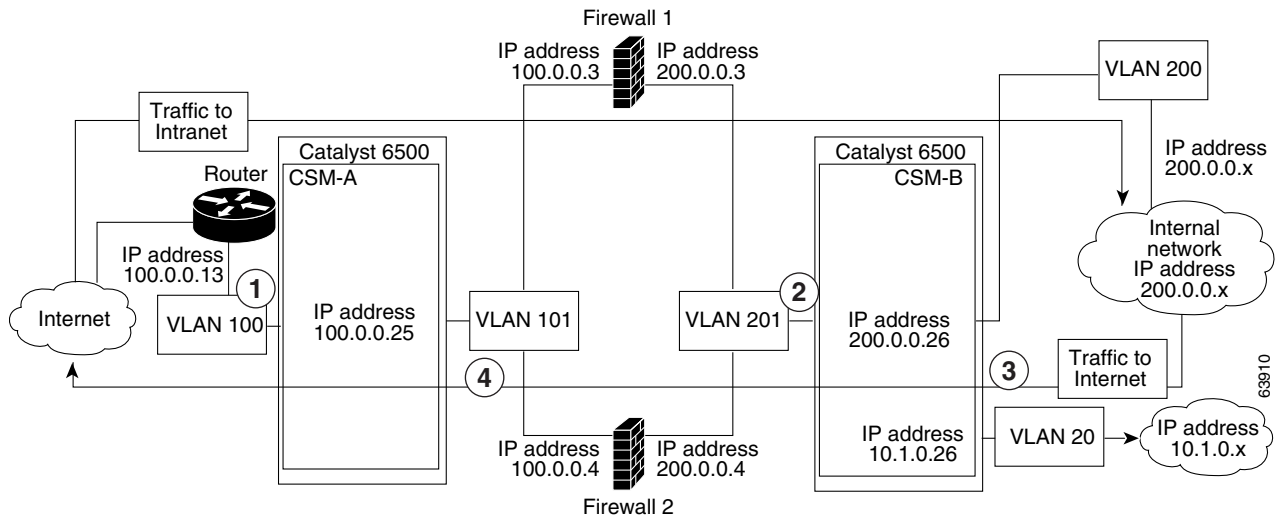 Firewall 1
IP address
100.0.0.3
IP address
200.0.0.3
VLAN 200
Traffic to
Intranet
Catalyst 6500
CSM-A
Catalyst 6500
CSM-B
IP address
200.0.0.x
Router
IP address
100.0.0.13
1
Internet
VLAN 100
IP address
100.0.0.25
VLAN 101
VLAN 201
2
IP address
200.0.0.26
Internal
network
IP address
200.0.0.x
4
3
Traffic to
Internet
63910
IP address
100.0.0.4
IP address
200.0.0.4
Firewall 2
IP address
10.1.0.26
VLAN 20
IP address
10.1.0.x